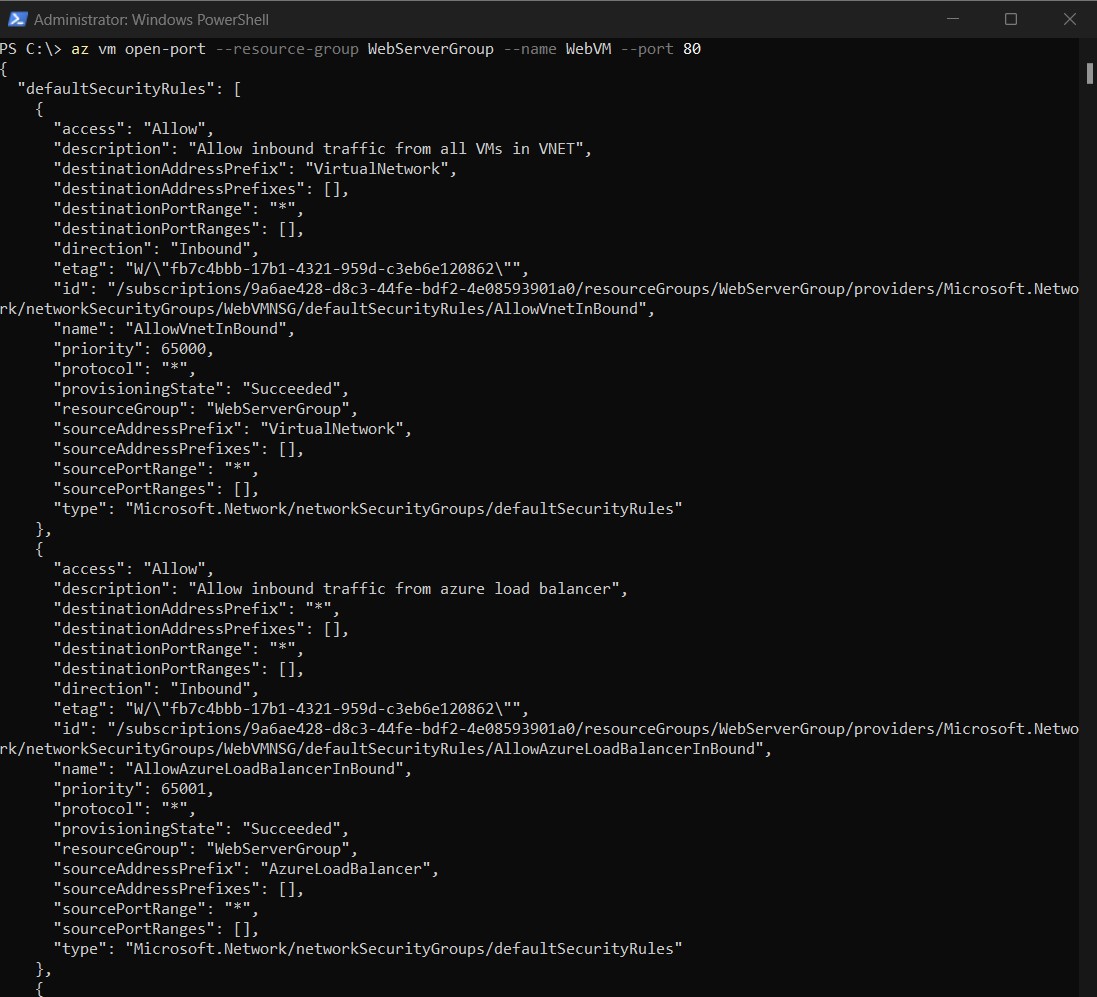 Administrator: Windows PowerShell
PS C:\> az vm open-port --resource-group WebServerGroup --name WebVM --port 80
{
  "defaultSecurityRules": [
    {
      "access": "Allow",
      "description": "Allow inbound traffic from all VMs in VNET",
      "destinationAddressPrefix": "VirtualNetwork",
      "destinationAddressPrefixes": [],
      "destinationPortRange": "*",
      "destinationPortRanges": [],
      "direction": "Inbound",
      "etag": "W/\"fb7c4bbb-17b1-4321-959d-c3eb6e120862\"",
      "id": "/subscriptions/9a6ae428-d8c3-44fe-bdf2-4e08593901a0/resourceGroups/WebServerGroup/providers/Microsoft.Netwo
rk/networkSecurityGroups/WebVMNSG/defaultSecurityRules/AllowVnetInBound",
      "name": "AllowVnetInBound",
      "priority": 65000,
      "protocol": "*",
      "provisioningState": "Succeeded",
      "resourceGroup": "WebServerGroup",
      "sourceAddressPrefix": "VirtualNetwork",
      "sourceAddressPrefixes": [],
      "sourcePortRange": "*",
      "sourcePortRanges": [],
      "type": "Microsoft.Network/networkSecurityGroups/defaultSecurityRules"
    },
    {
      "access": "Allow",
      "description": "Allow inbound traffic from azure load balancer",
      "destinationAddressPrefix": "*",
      "destinationAddressPrefixes": [],
      "destinationPortRange": "*",
      "destinationPortRanges": [],
      "direction": "Inbound",
      "etag": "W/\"fb7c4bbb-17b1-4321-959d-c3eb6e120862\"",
      "id": "/subscriptions/9a6ae428-d8c3-44fe-bdf2-4e08593901a0/resourceGroups/WebServerGroup/providers/Microsoft.Netwo
rk/networkSecurityGroups/WebVMNSG/defaultSecurityRules/AllowAzureLoadBalancerInBound",
      "name": "AllowAzureLoadBalancerInBound",
      "priority": 65001,
      "protocol": "*",
      "provisioningState": "Succeeded",
      "resourceGroup": "WebServerGroup",
      "sourceAddressPrefix": "AzureLoadBalancer",
      "sourceAddressPrefixes": [],
      "sourcePortRange": "*",
      "sourcePortRanges": [],
      "type": "Microsoft.Network/networkSecurityGroups/defaultSecurityRules"
    },
    {